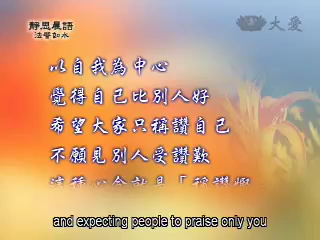 靜思晨語
法譬如水
大愛
以自我為中心
覺得自己比別人好
希望大家只稱讚自己
不願見別人受讚歎
and expecting people to praise only you